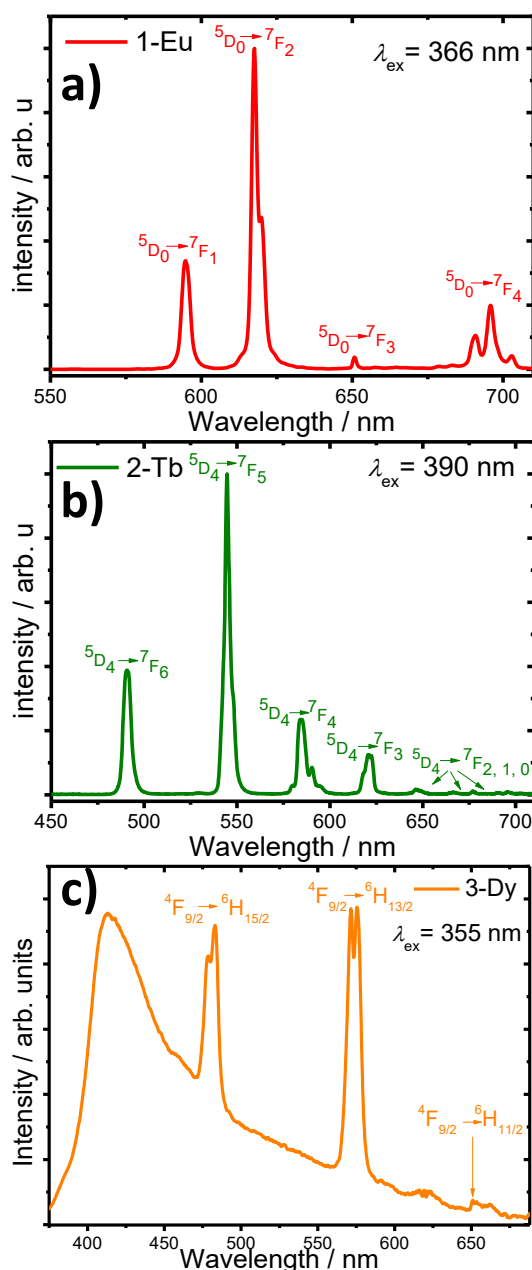 1-Eu
⁵D₀→⁷F₂
λex = 366 nm
a)
⁵D₀→⁷F₁
⁵D₀→⁷F₄
⁵D₀→⁷F₃
intensity / arb. u
550 600 650 700
Wavelength / nm
2-Tb
⁵D₄→⁷F₅
λex = 390 nm
b)
⁵D₄→⁷F₆
⁵D₄→⁷F₄
⁵D₄→⁷F₃
⁵D₄→⁷F₂, ₁, ₀
intensity / arb. u
450 500 550 600 650 700
Wavelength / nm
c)
3-Dy
⁴F9/2→⁶H15/2
⁴F9/2→⁶H13/2
λex = 355 nm
⁴F9/2→⁶H11/2
Intensity / arb. units
400 450 500 550 600 650
Wavelength / nm